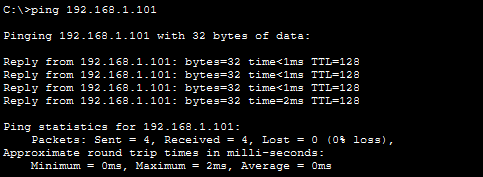 C:\>ping 192.168.1.101
Pinging 192.168.1.101 with 32 bytes of data:
Reply from 192.168.1.101: bytes=32 time<1ms TTL=128
Reply from 192.168.1.101: bytes=32 time<1ms TTL=128
Reply from 192.168.1.101: bytes=32 time<1ms TTL=128
Reply from 192.168.1.101: bytes=32 time=2ms TTL=128
Ping statistics for 192.168.1.101:
    Packets: Sent = 4, Received = 4, Lost = 0 (0% loss),
Approximate round trip times in milli-seconds:
    Minimum = 0ms, Maximum = 2ms, Average = 0ms